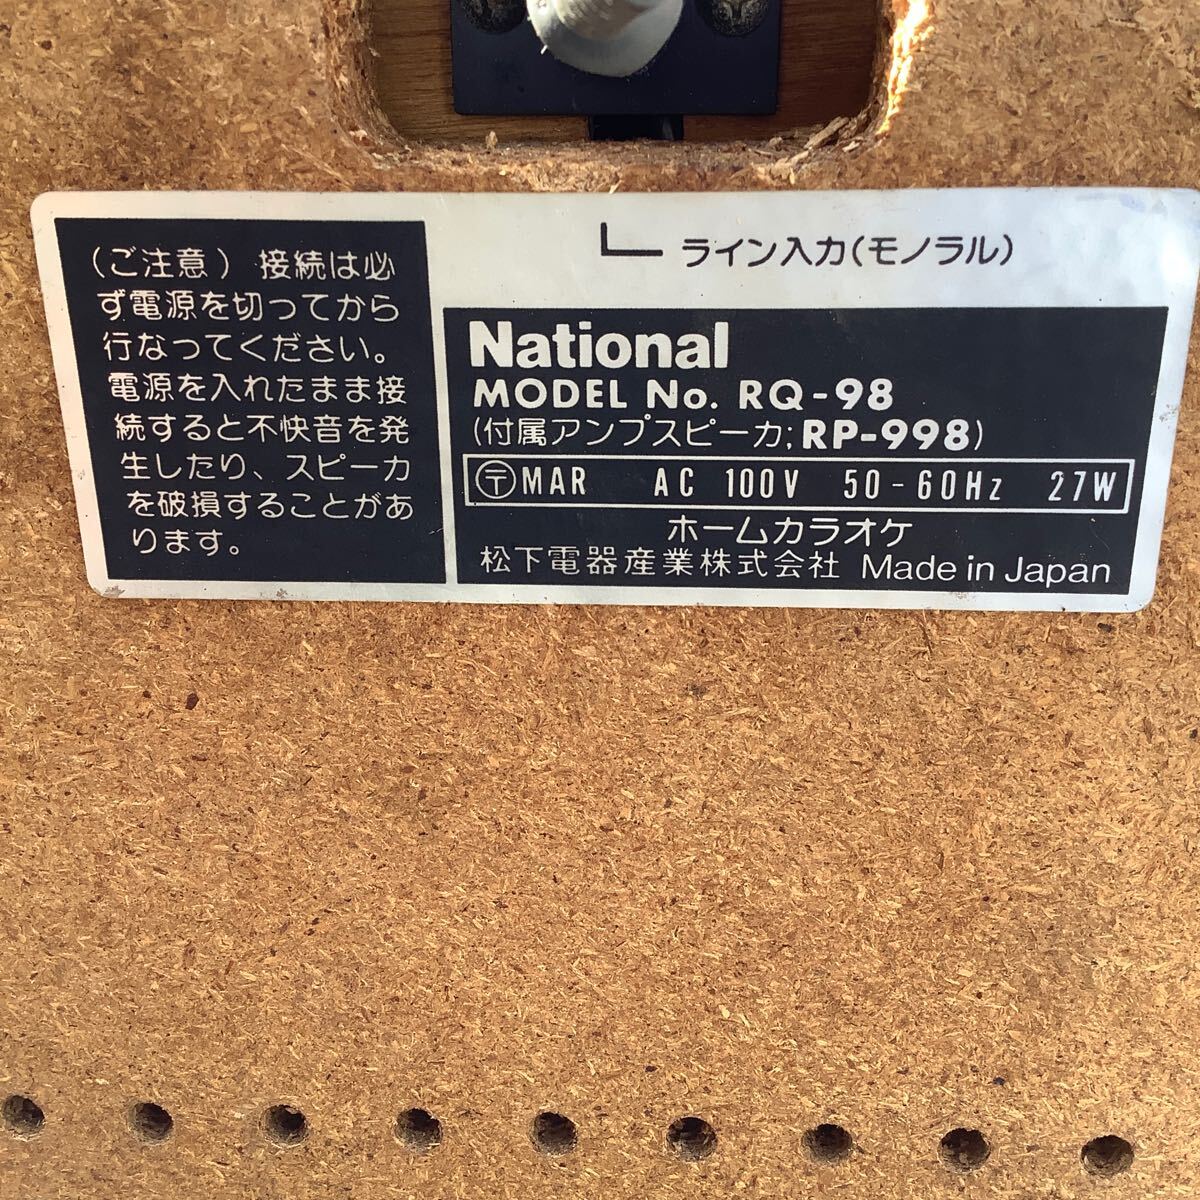 (ご注意) 接続は必
ず電源を切ってから
行なってください。
電源を入れたまま接
続すると不快音を発
生したり、スピーカ
を破損することがあ
ります。
ライン入力(モノラル)
National
MODEL No. RQ-98
(付属アンプスピーカ; RP-998)
〒 MAR AC 100V 50-60Hz 27W
ホームカラオケ
松下電器産業株式会社 Made in Japan